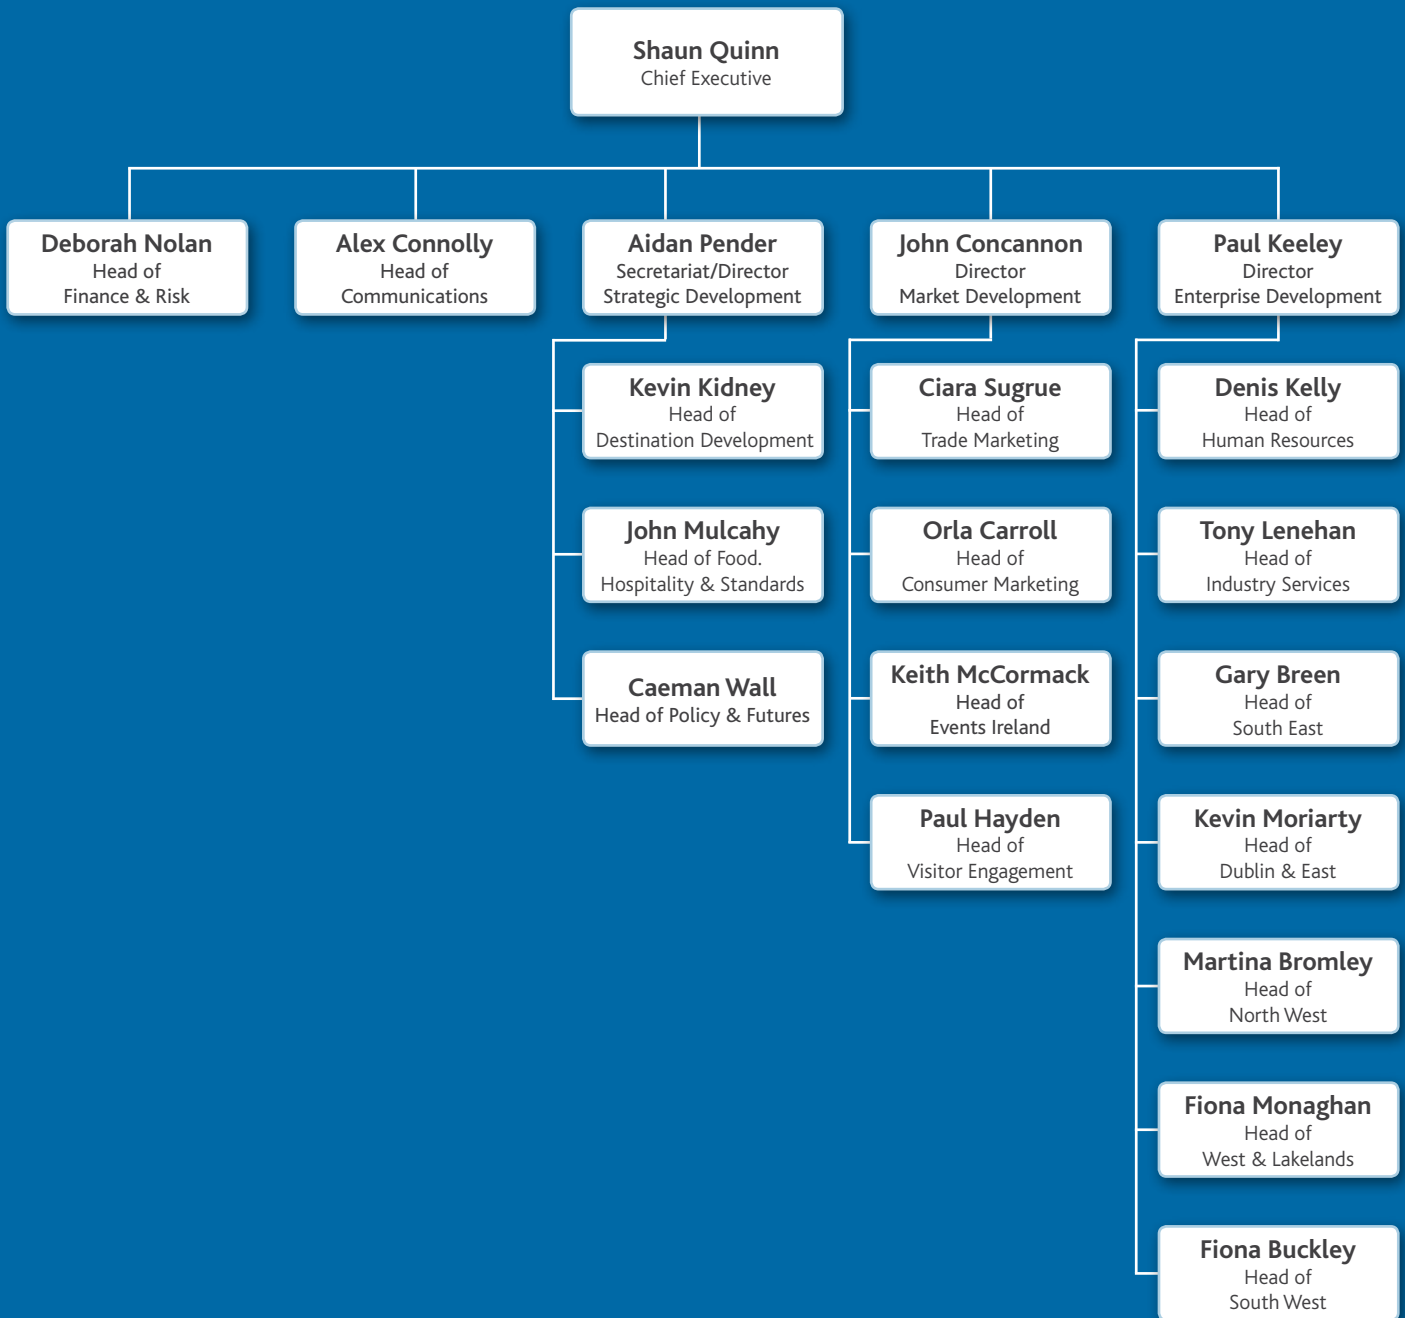 Shaun Quinn
Chief Executive
Deborah Nolan
Head of
Finance & Risk
Alex Connolly
Head of
Communications
Aidan Pender
Secretariat/Director
Strategic Development
John Concannon
Director
Market Development
Paul Keeley
Director
Enterprise Development
Kevin Kidney
Head of
Destination Development
John Mulcahy
Head of Food.
Hospitality & Standards
Caeman Wall
Head of Policy & Futures
Ciara Sugrue
Head of
Trade Marketing
Orla Carroll
Head of
Consumer Marketing
Keith McCormack
Head of
Events Ireland
Paul Hayden
Head of
Visitor Engagement
Denis Kelly
Head of
Human Resources
Tony Lenehan
Head of
Industry Services
Gary Breen
Head of
South East
Kevin Moriarty
Head of
Dublin & East
Martina Bromley
Head of
North West
Fiona Monaghan
Head of
West & Lakelands
Fiona Buckley
Head of
South West